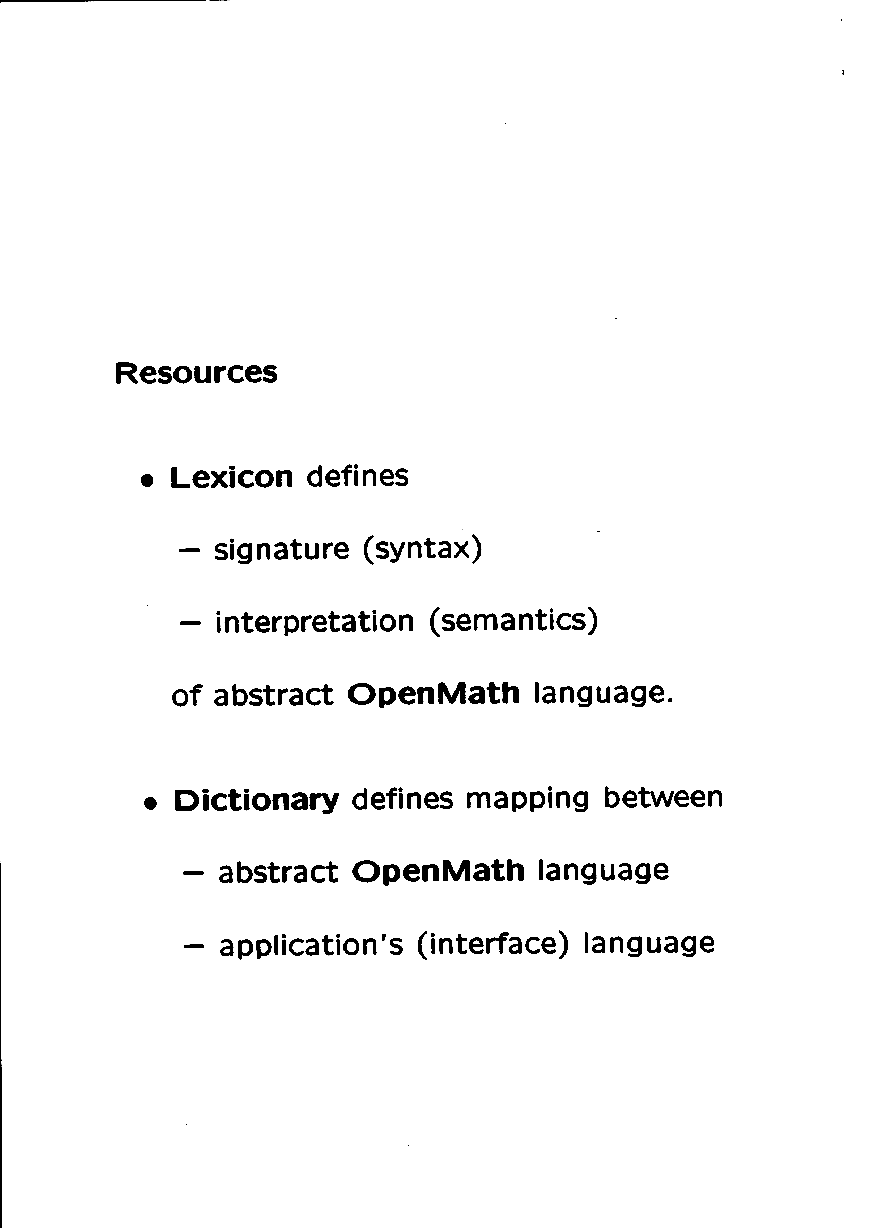 Resources
• Lexicon defines
– signature (syntax)
– interpretation (semantics)
of abstract OpenMath language.
• Dictionary defines mapping between
– abstract OpenMath language
– application's (interface) language